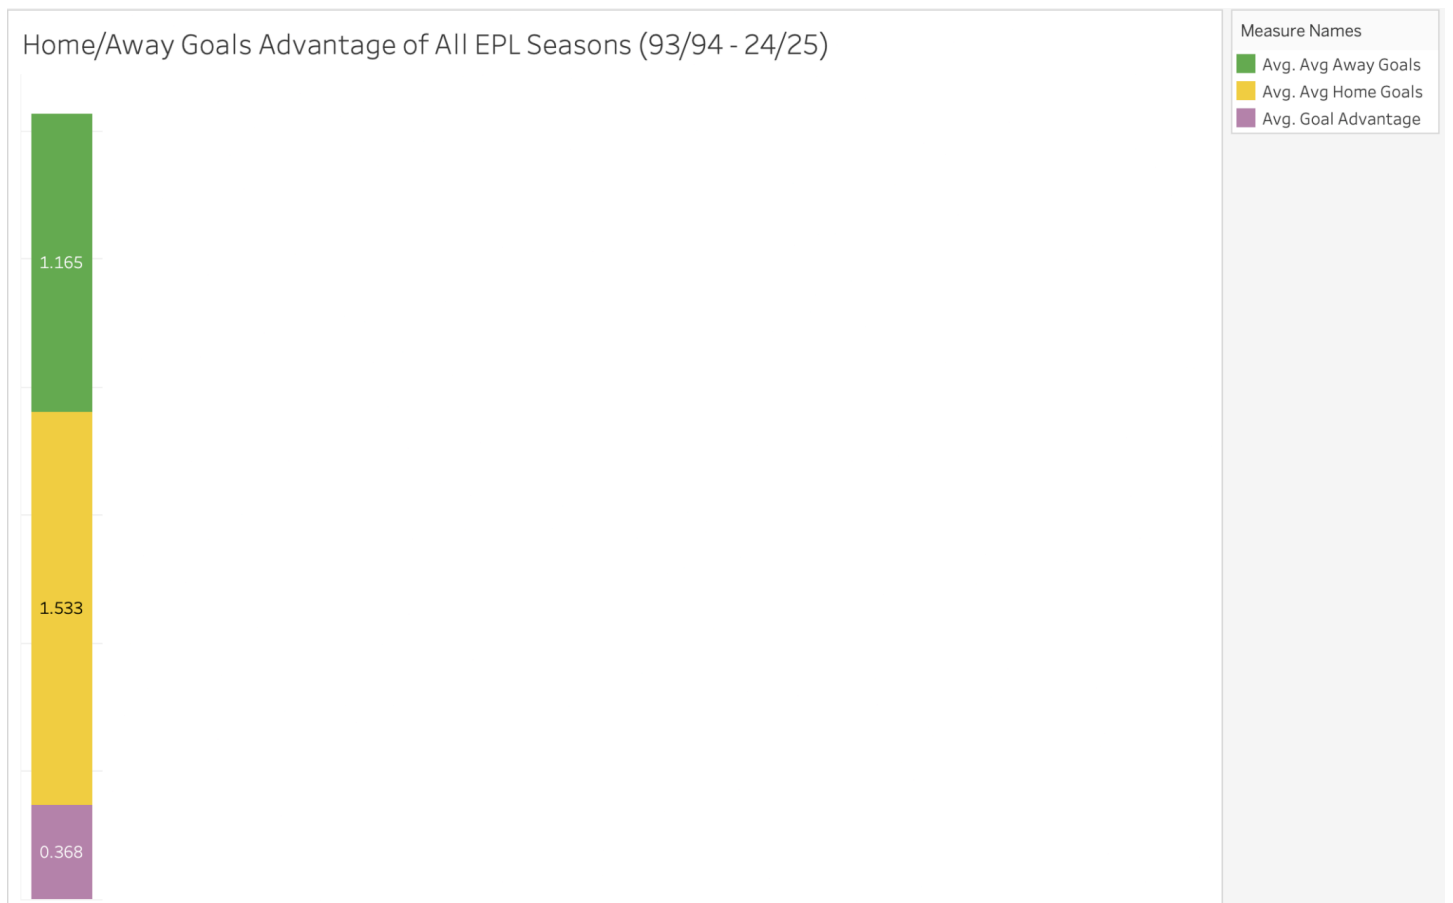 Home/Away Goals Advantage of All EPL Seasons (93/94 - 24/25)
1.165
1.533
0.368
Measure Names
Avg. Avg Away Goals
Avg. Avg Home Goals
Avg. Goal Advantage